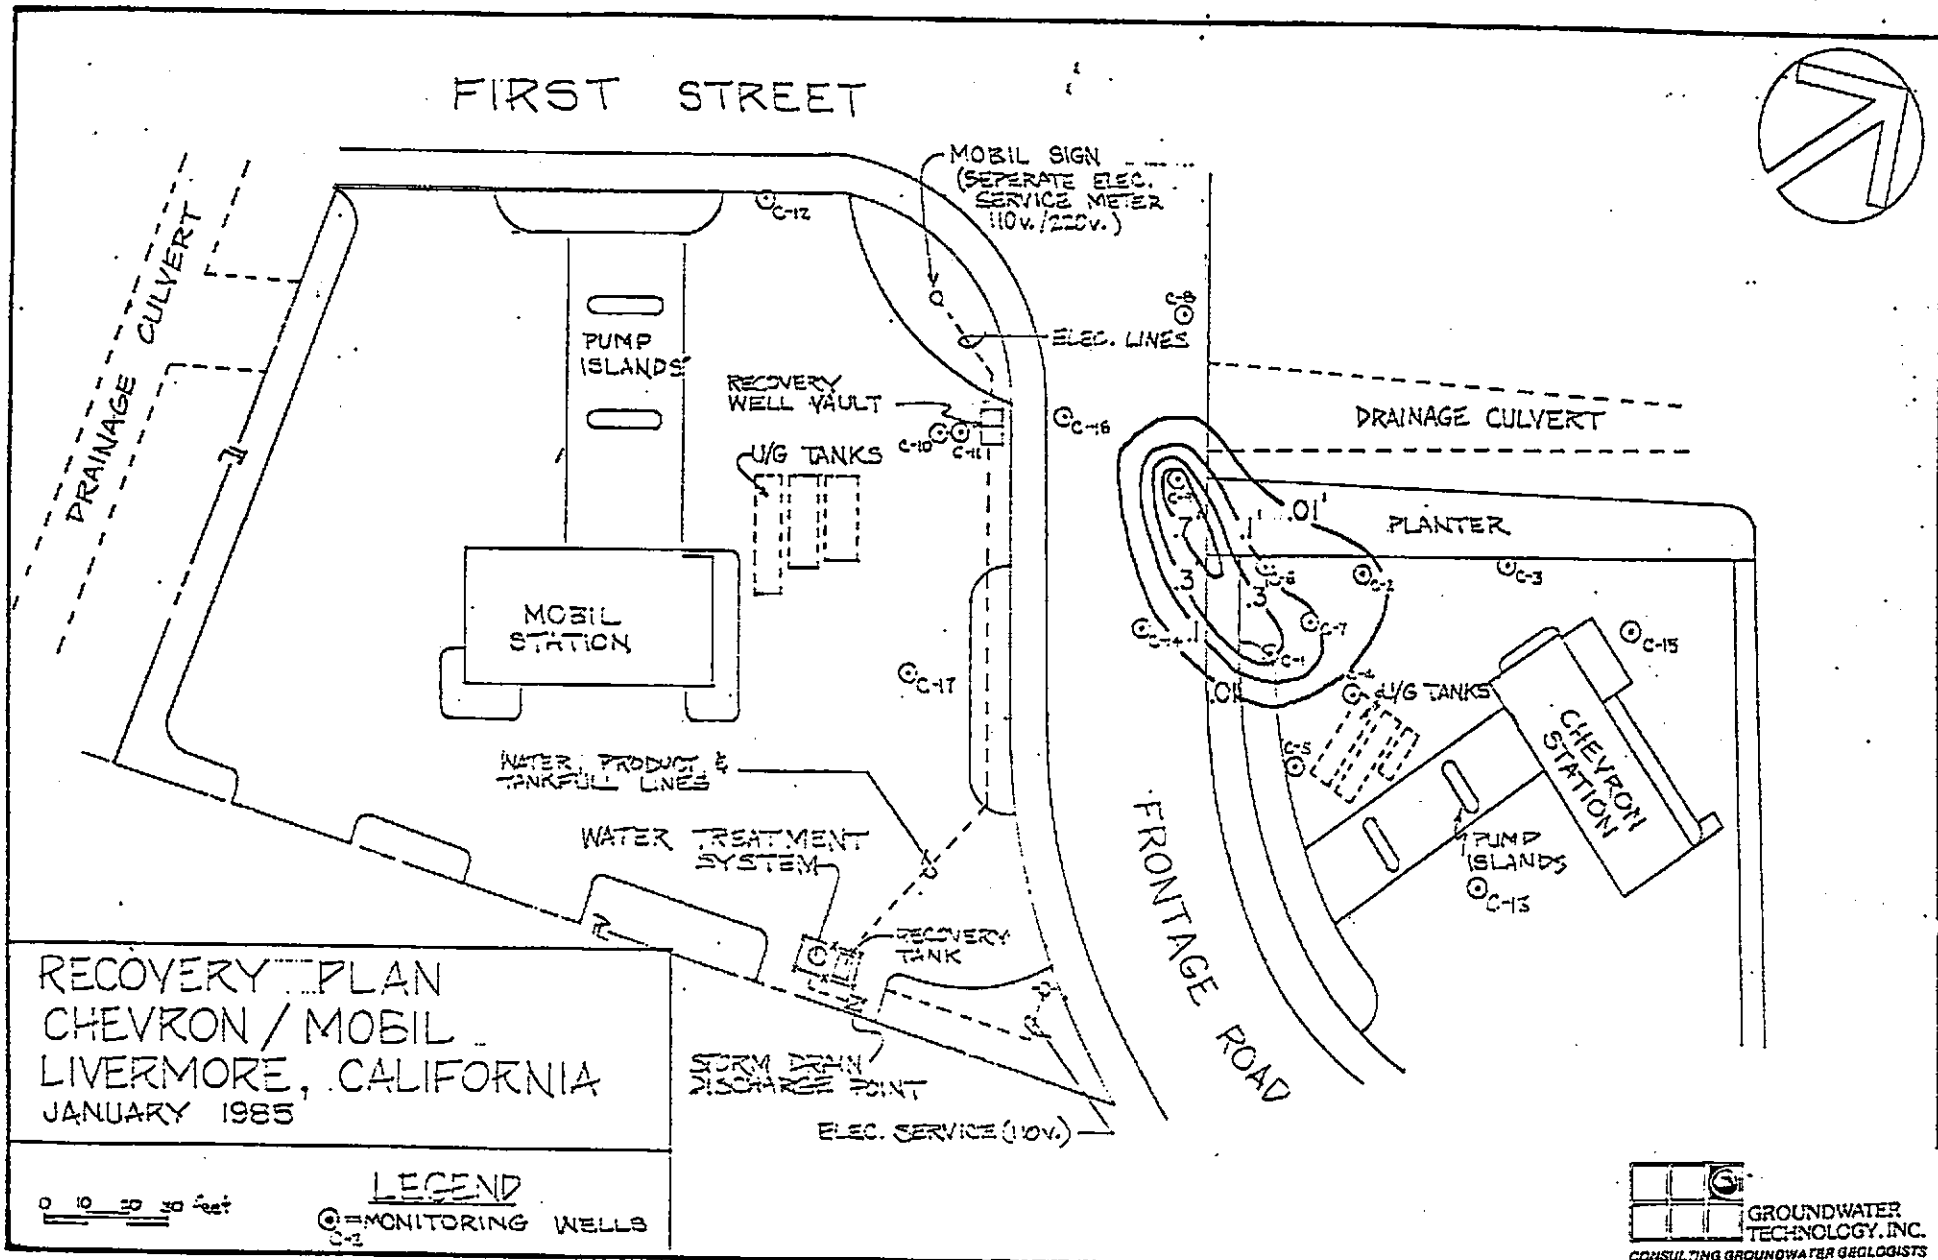 FIRST STREET
MOBIL SIGN
(SEPERATE ELEC.
SERVICE METER
110V./220V.)
C-12
DRAINAGE CULVERT
C-8
PUMP
ISLANDS
ELEC. LINES
RECOVERY
WELL VAULT
C-16
DRAINAGE CULVERT
C-10
C-11
U/G TANKS
.7'
.1'
.01'
PLANTER
C-6
C-2
C-3
.3
.3
MOBIL
STATION
C-14
.1
C-7
C-15
C-1
C-17
C-4
.01
U/G TANKS
CHEVRON
STATION
C-5
WATER, PRODUCT, &
TANKFULL LINES
WATER TREATMENT
SYSTEM
PUMP
ISLANDS
C-13
FRONTAGE ROAD
RECOVERY
TANK
RECOVERY PLAN
CHEVRON / MOBIL
LIVERMORE, CALIFORNIA
JANUARY 1985
STORM DRAIN
DISCHARGE POINT
ELEC. SERVICE (110V.)
LEGEND
0 10 20 30 feet
=MONITORING WELLS
GROUNDWATER
TECHNOLOGY, INC.
CONSULTING GROUNDWATER GEOLOGISTS